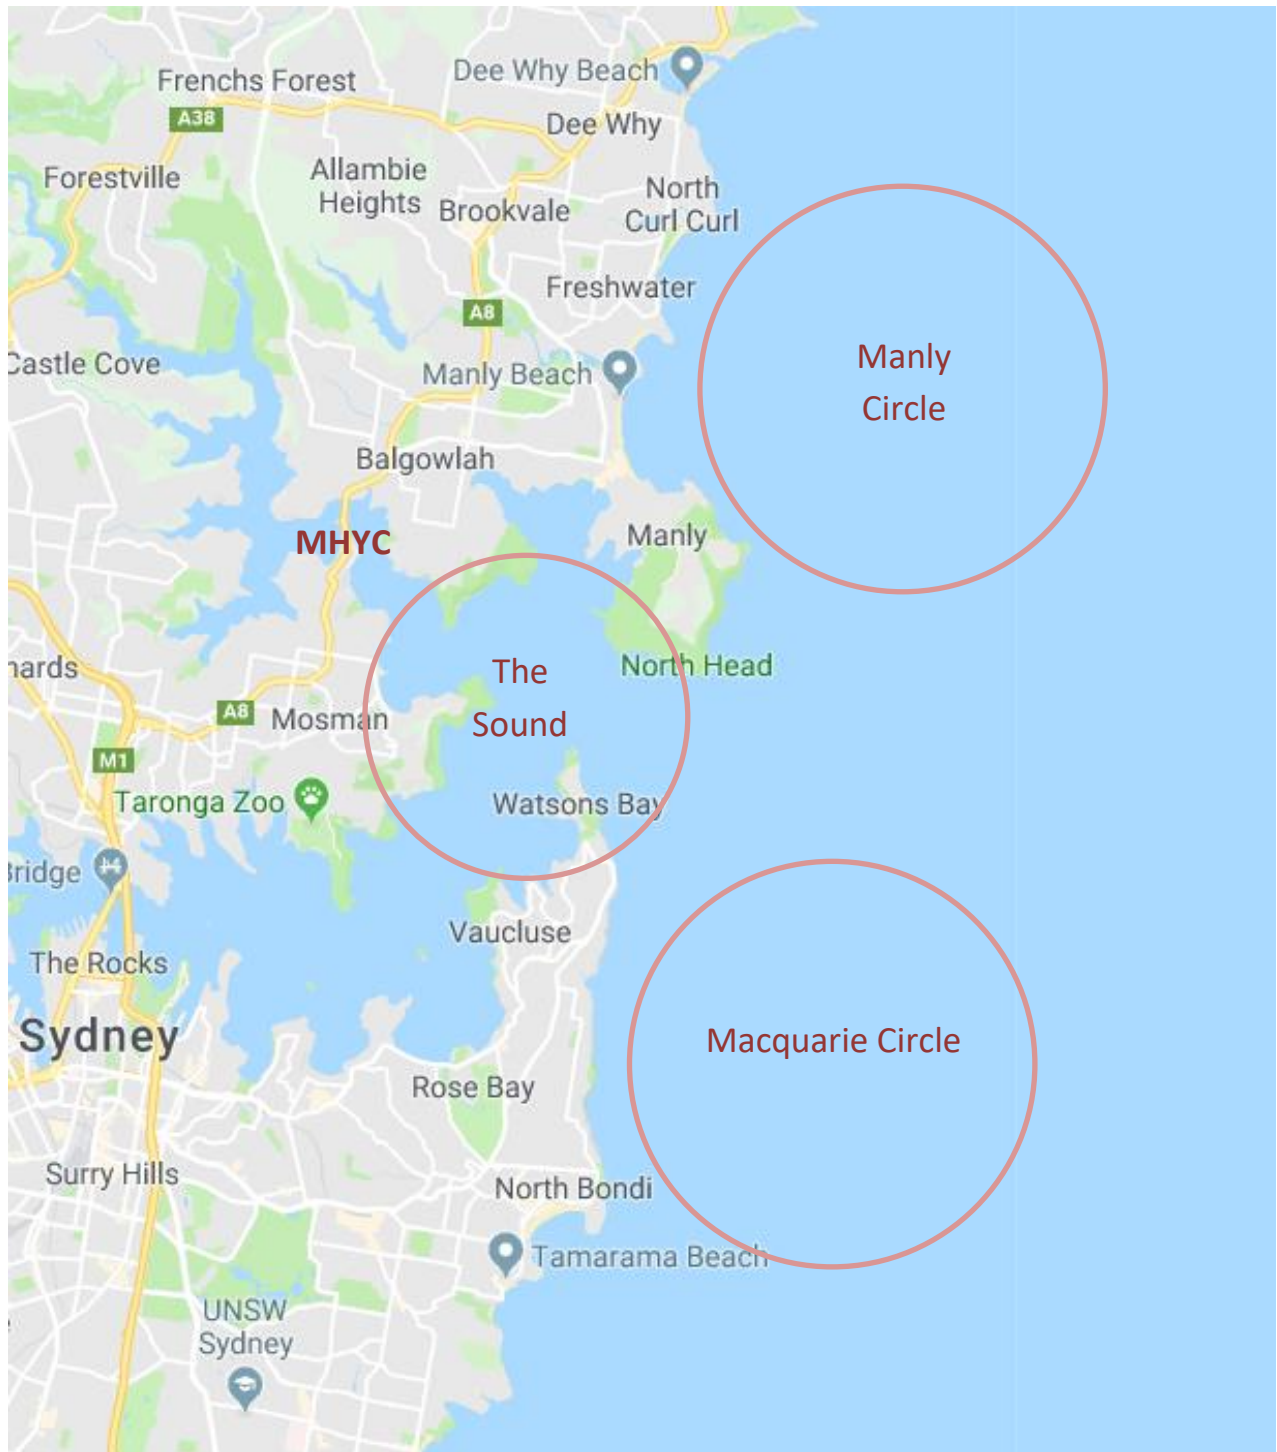 Dee Why Beach
Frenchs Forest
A38
Dee Why
Allambie
Heights
Forestville
North
Curl Curl
Brookvale
Freshwater
A8
Manly
Circle
Castle Cove
Manly Beach
Balgowlah
MHYC
Manly
The
Sound
North Head
nards
A8
Mosman
M1
Taronga Zoo
Watsons Bay
Bridge
Vaucluse
The Rocks
Sydney
Macquarie Circle
Rose Bay
Surry Hills
North Bondi
Tamarama Beach
UNSW
Sydney